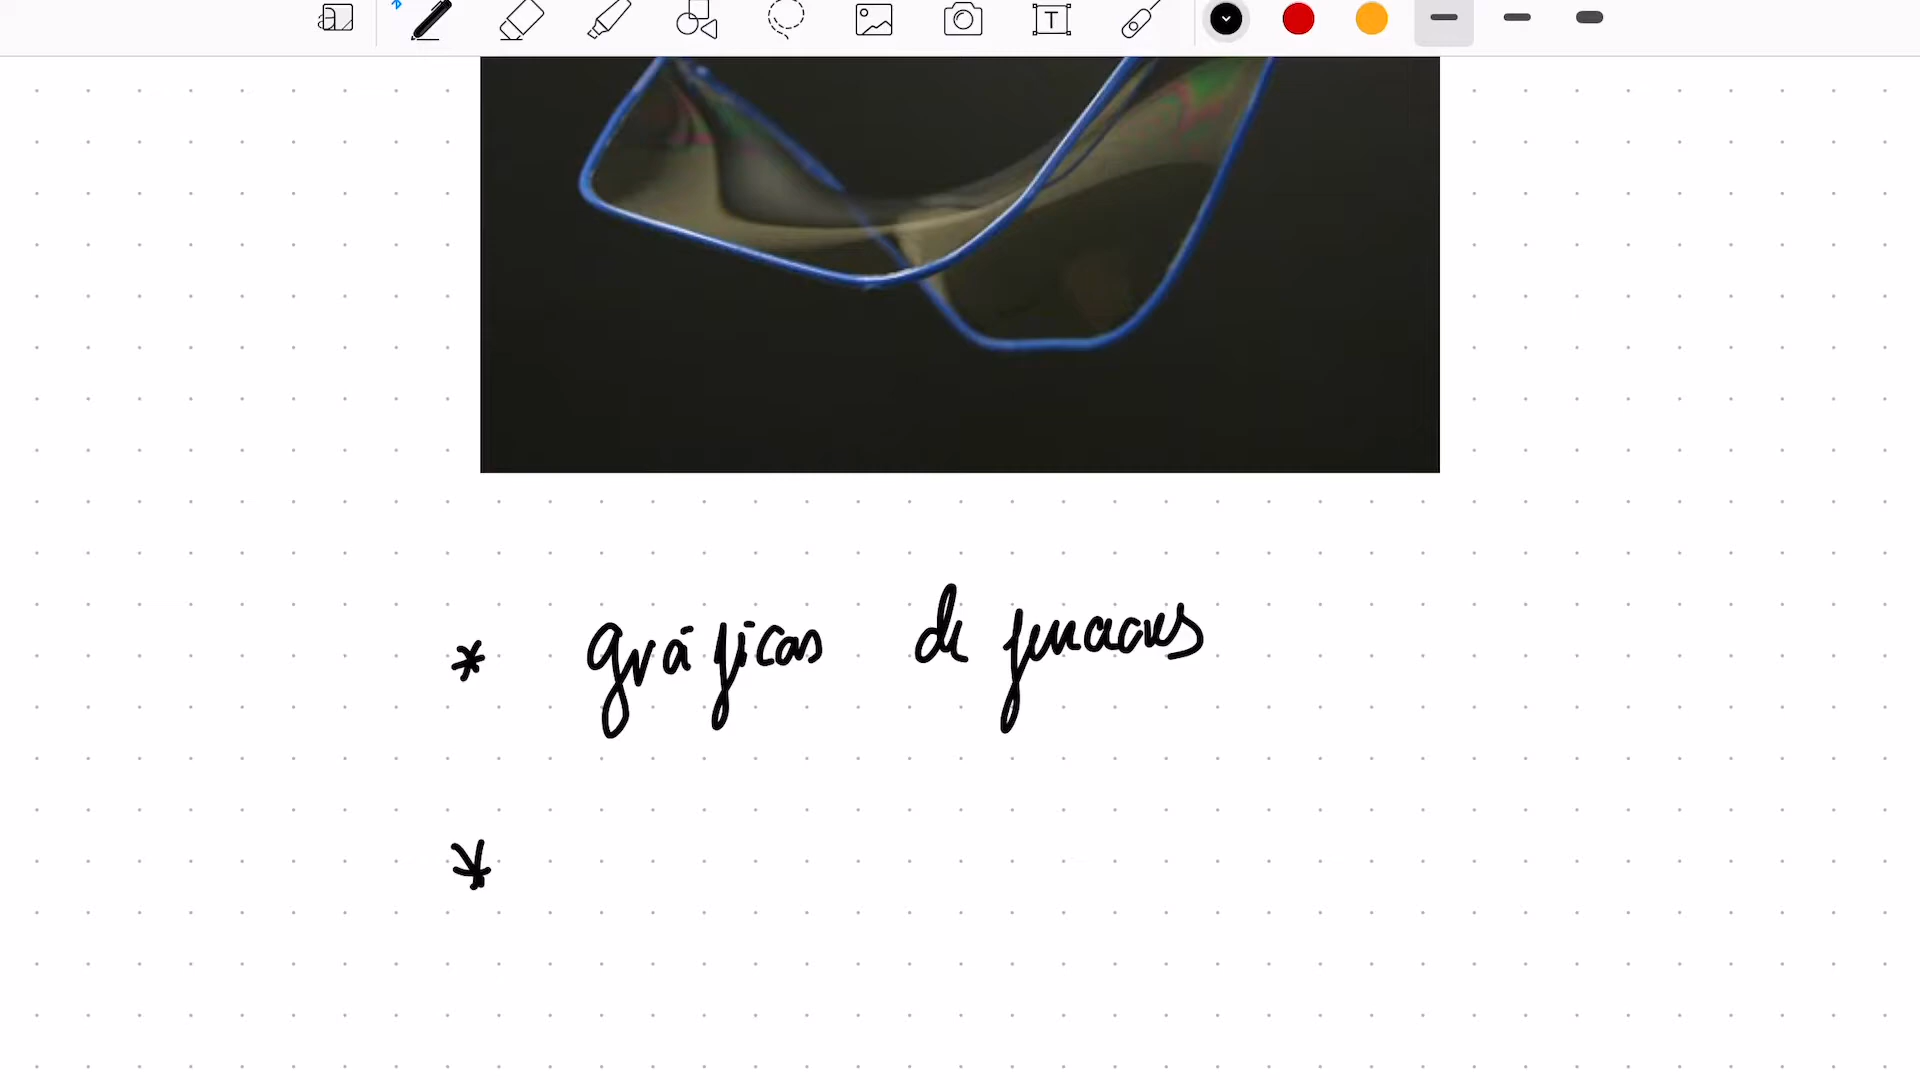 * gráficas de funciones
*